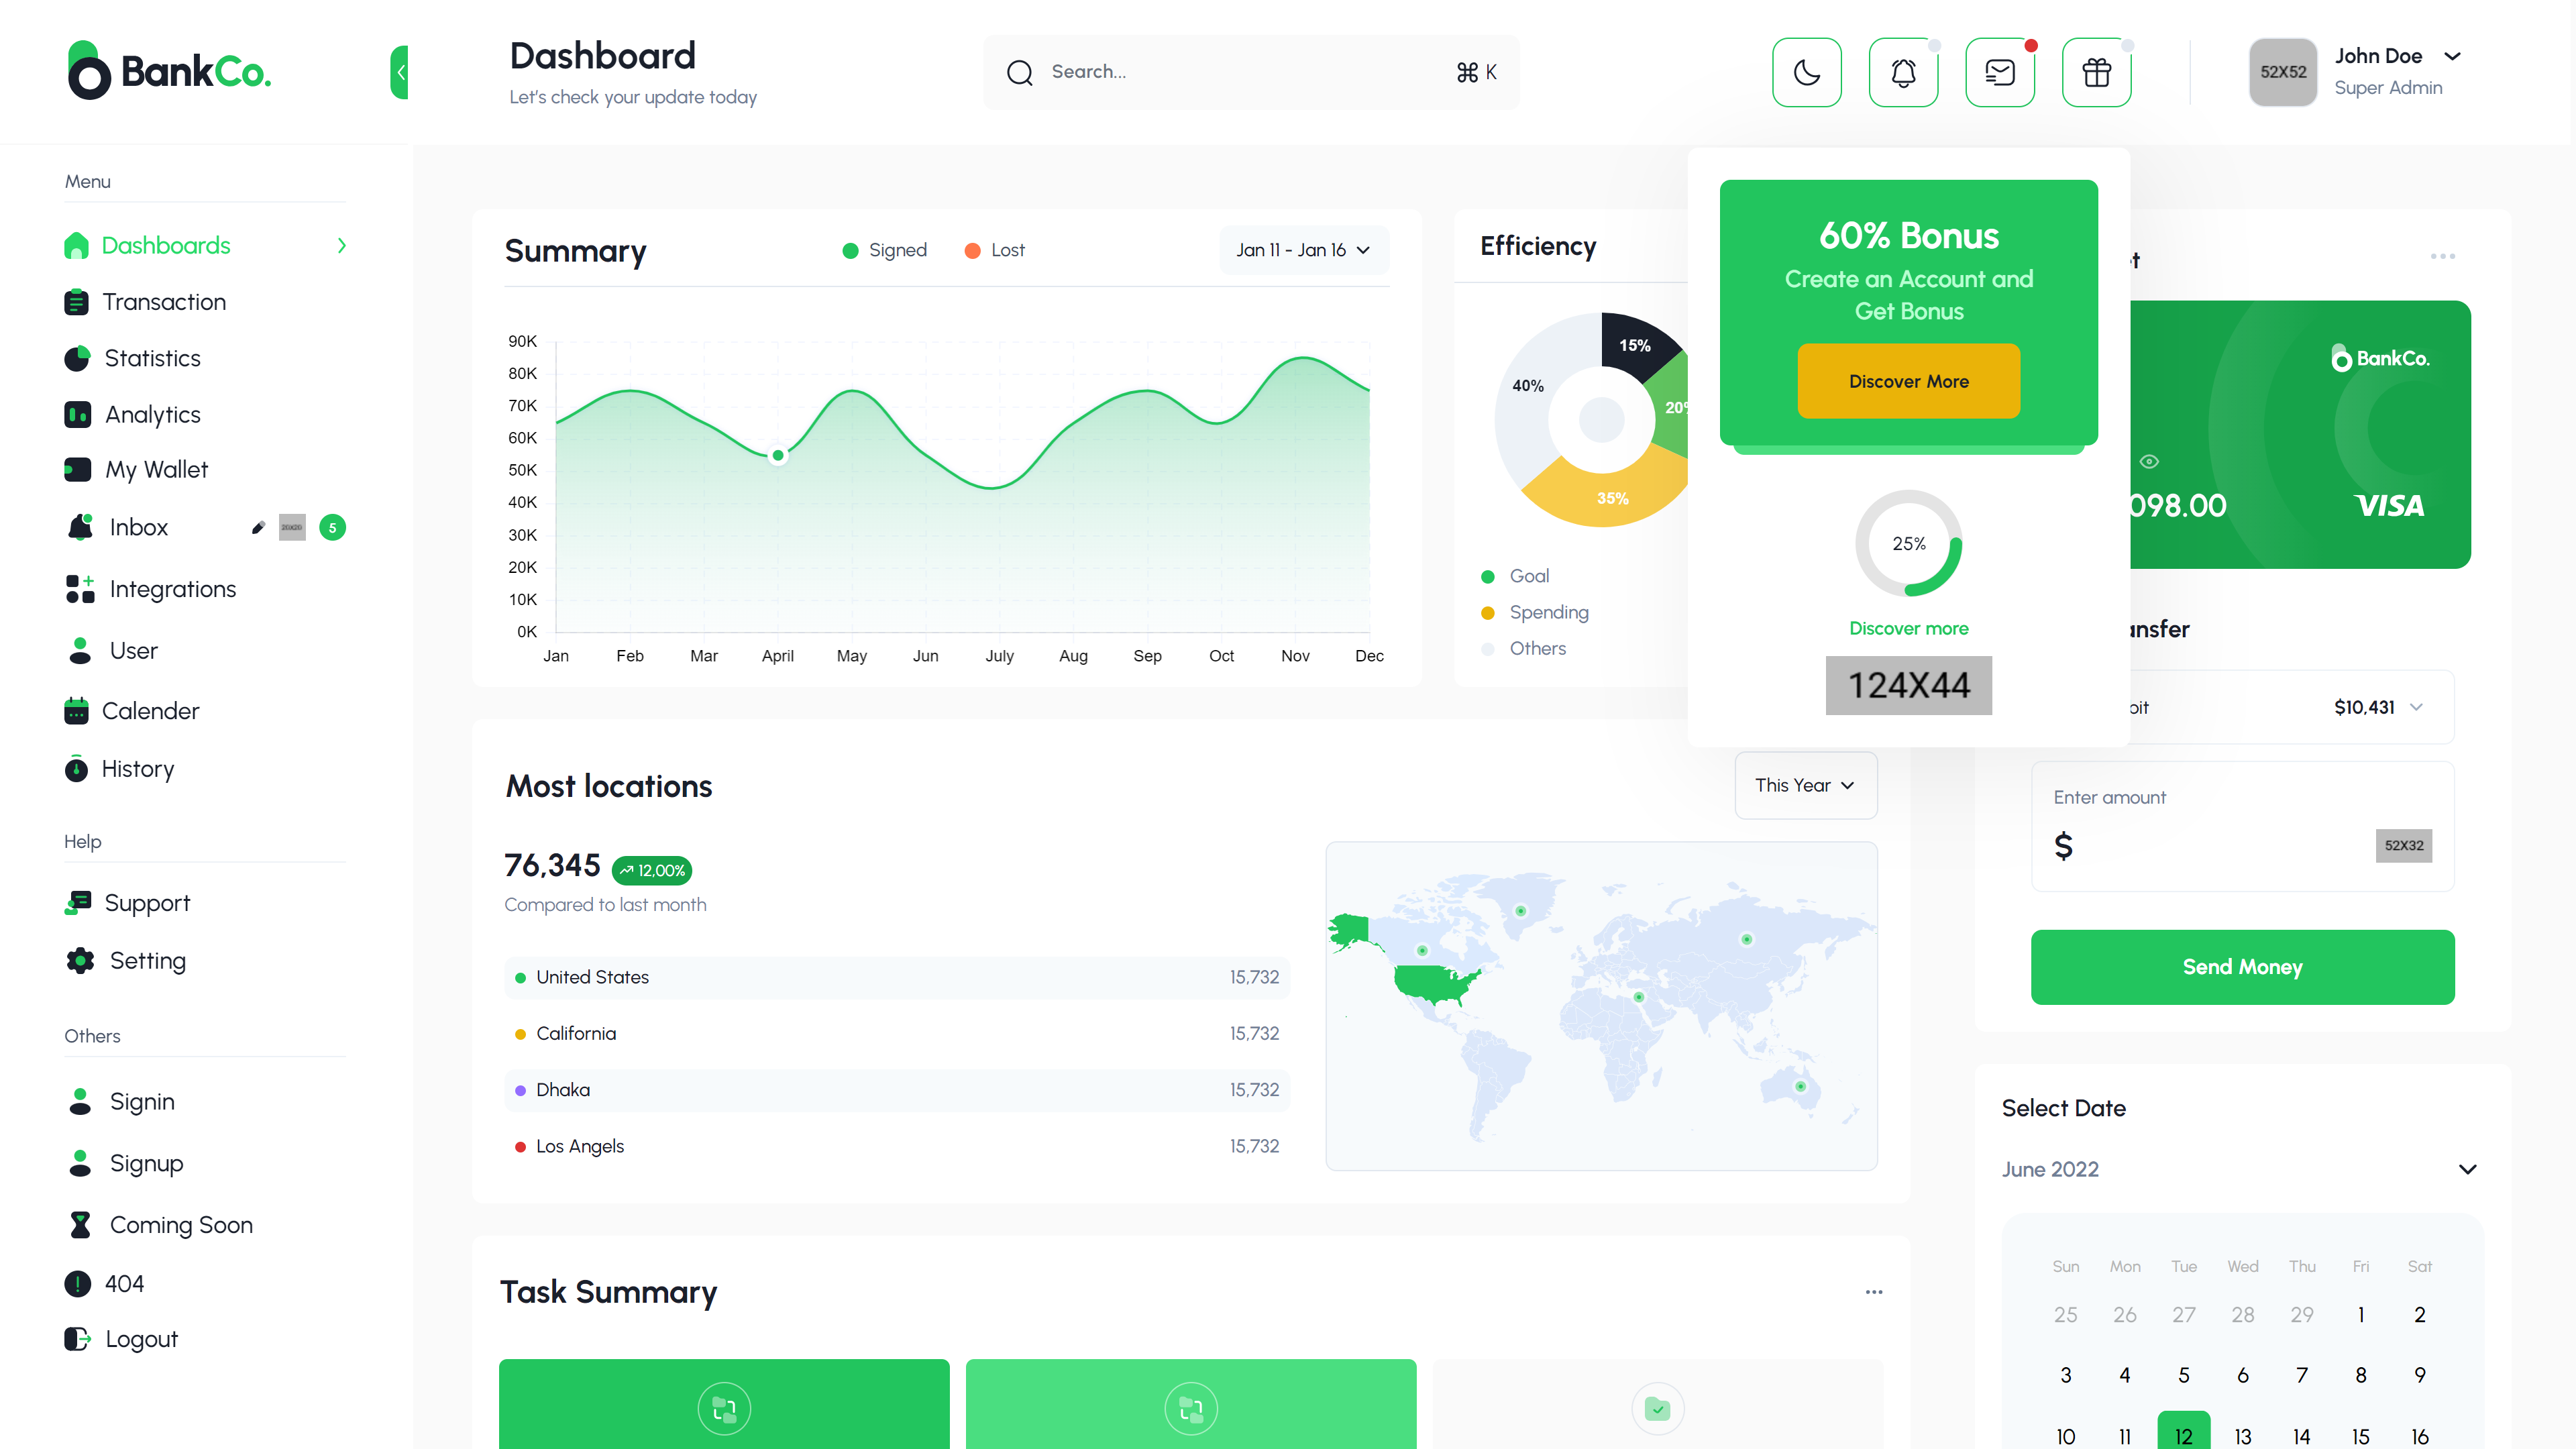 BankCo.
Dashboard
Let's check your update today
Search...
⌘ K
52X52
John Doe
Super Admin
Menu
Dashboards
Transaction
Statistics
Analytics
My Wallet
Inbox
20X20
5
Integrations
User
Calender
History
Help
Support
Setting
Others
Signin
Signup
Coming Soon
404
Logout
Summary
Signed
Lost
Jan 11 - Jan 16
90K
80K
70K
60K
50K
40K
30K
20K
10K
0K
Jan Feb Mar April May Jun July Aug Sep Oct Nov Dec
Efficiency
15%
40%
20%
35%
Goal
Spending
Others
60% Bonus
Create an Account and
Get Bonus
Discover More
25%
Discover more
124X44
BankCo.
098.00
VISA
$10,431
Enter amount
$
52X32
Send Money
Most locations
This Year
76,345
12,00%
Compared to last month
United States 15,732
California 15,732
Dhaka 15,732
Los Angels 15,732
Select Date
June 2022
Sun Mon Tue Wed Thu Fri Sat
25 26 27 28 29 1 2
3 4 5 6 7 8 9
10 11 12 13 14 15 16
Task Summary